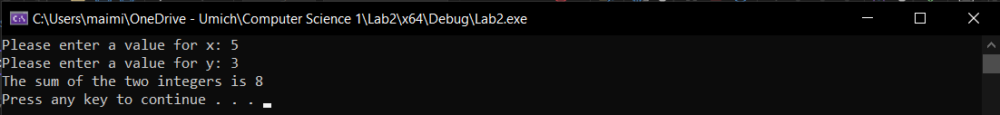 C:\Users\maimi\OneDrive - Umich\Computer Science 1\Lab2\x64\Debug\Lab2.exe
Please enter a value for x: 5
Please enter a value for y: 3
The sum of the two integers is 8
Press any key to continue . . .